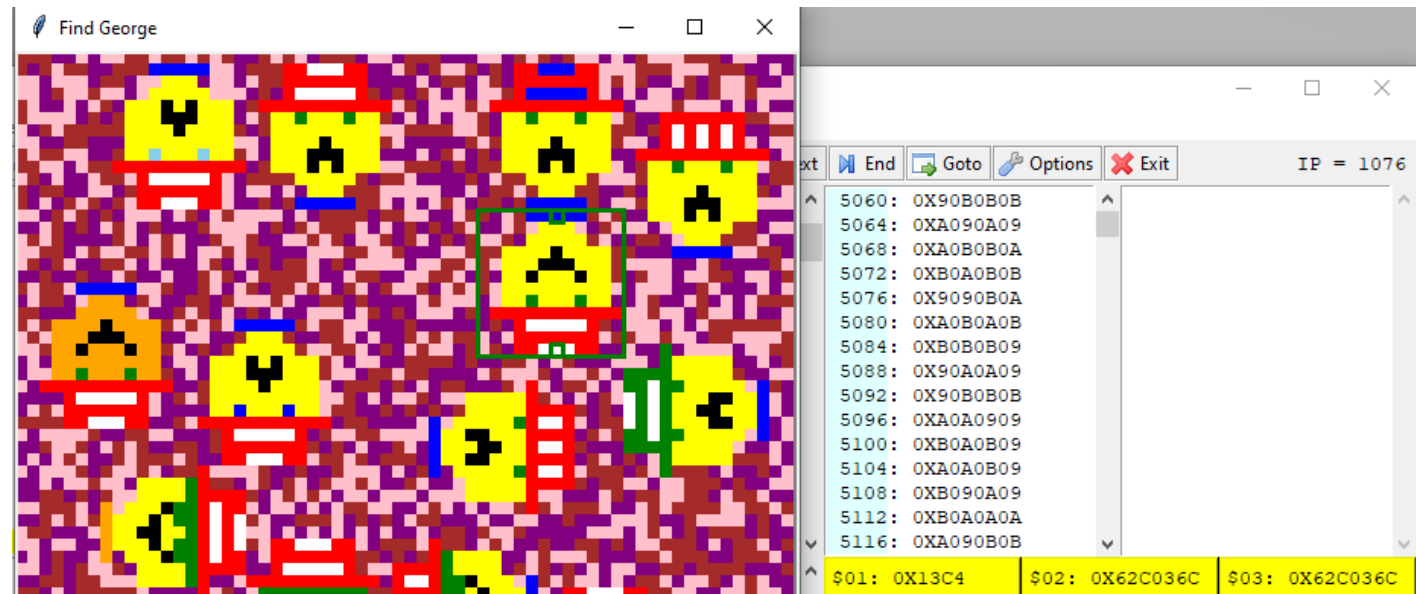 Find George
End Goto Options Exit IP = 1076
5060: 0X90B0B0B
5064: 0XA090A09
5068: 0XA0B0B0A
5072: 0XB0A0B0B
5076: 0X9090B0A
5080: 0XA0B0A0B
5084: 0XB0B0B09
5088: 0X90A0A09
5092: 0X90B0B0B
5096: 0XA0A0909
5100: 0XB0A0B09
5104: 0XA0A0B09
5108: 0XB090A09
5112: 0XB0A0A0A
5116: 0XA090B0B
$01: 0X13C4 $02: 0X62C036C $03: 0X62C036C